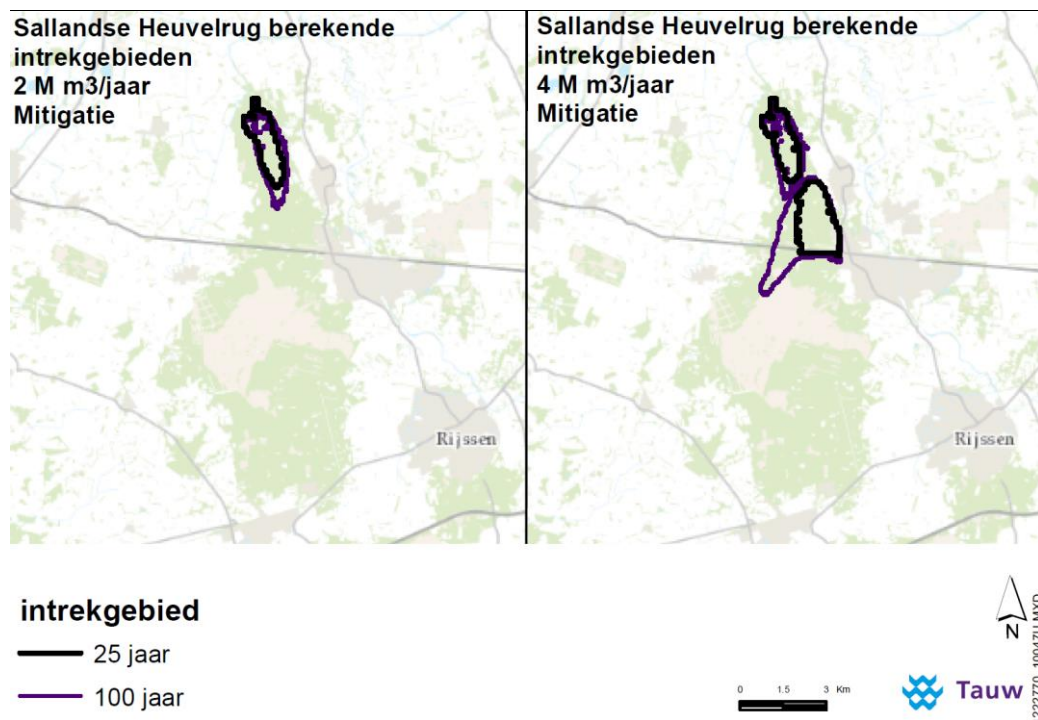 Sallandse Heuvelrug berekende
intrekgebieden
2 M m3/jaar
Mitigatie
Rijssen
Sallandse Heuvelrug berekende
intrekgebieden
4 M m3/jaar
Mitigatie
Rijssen
intrekgebied
25 jaar
100 jaar
0 1.5 3 Km
N
Tauw